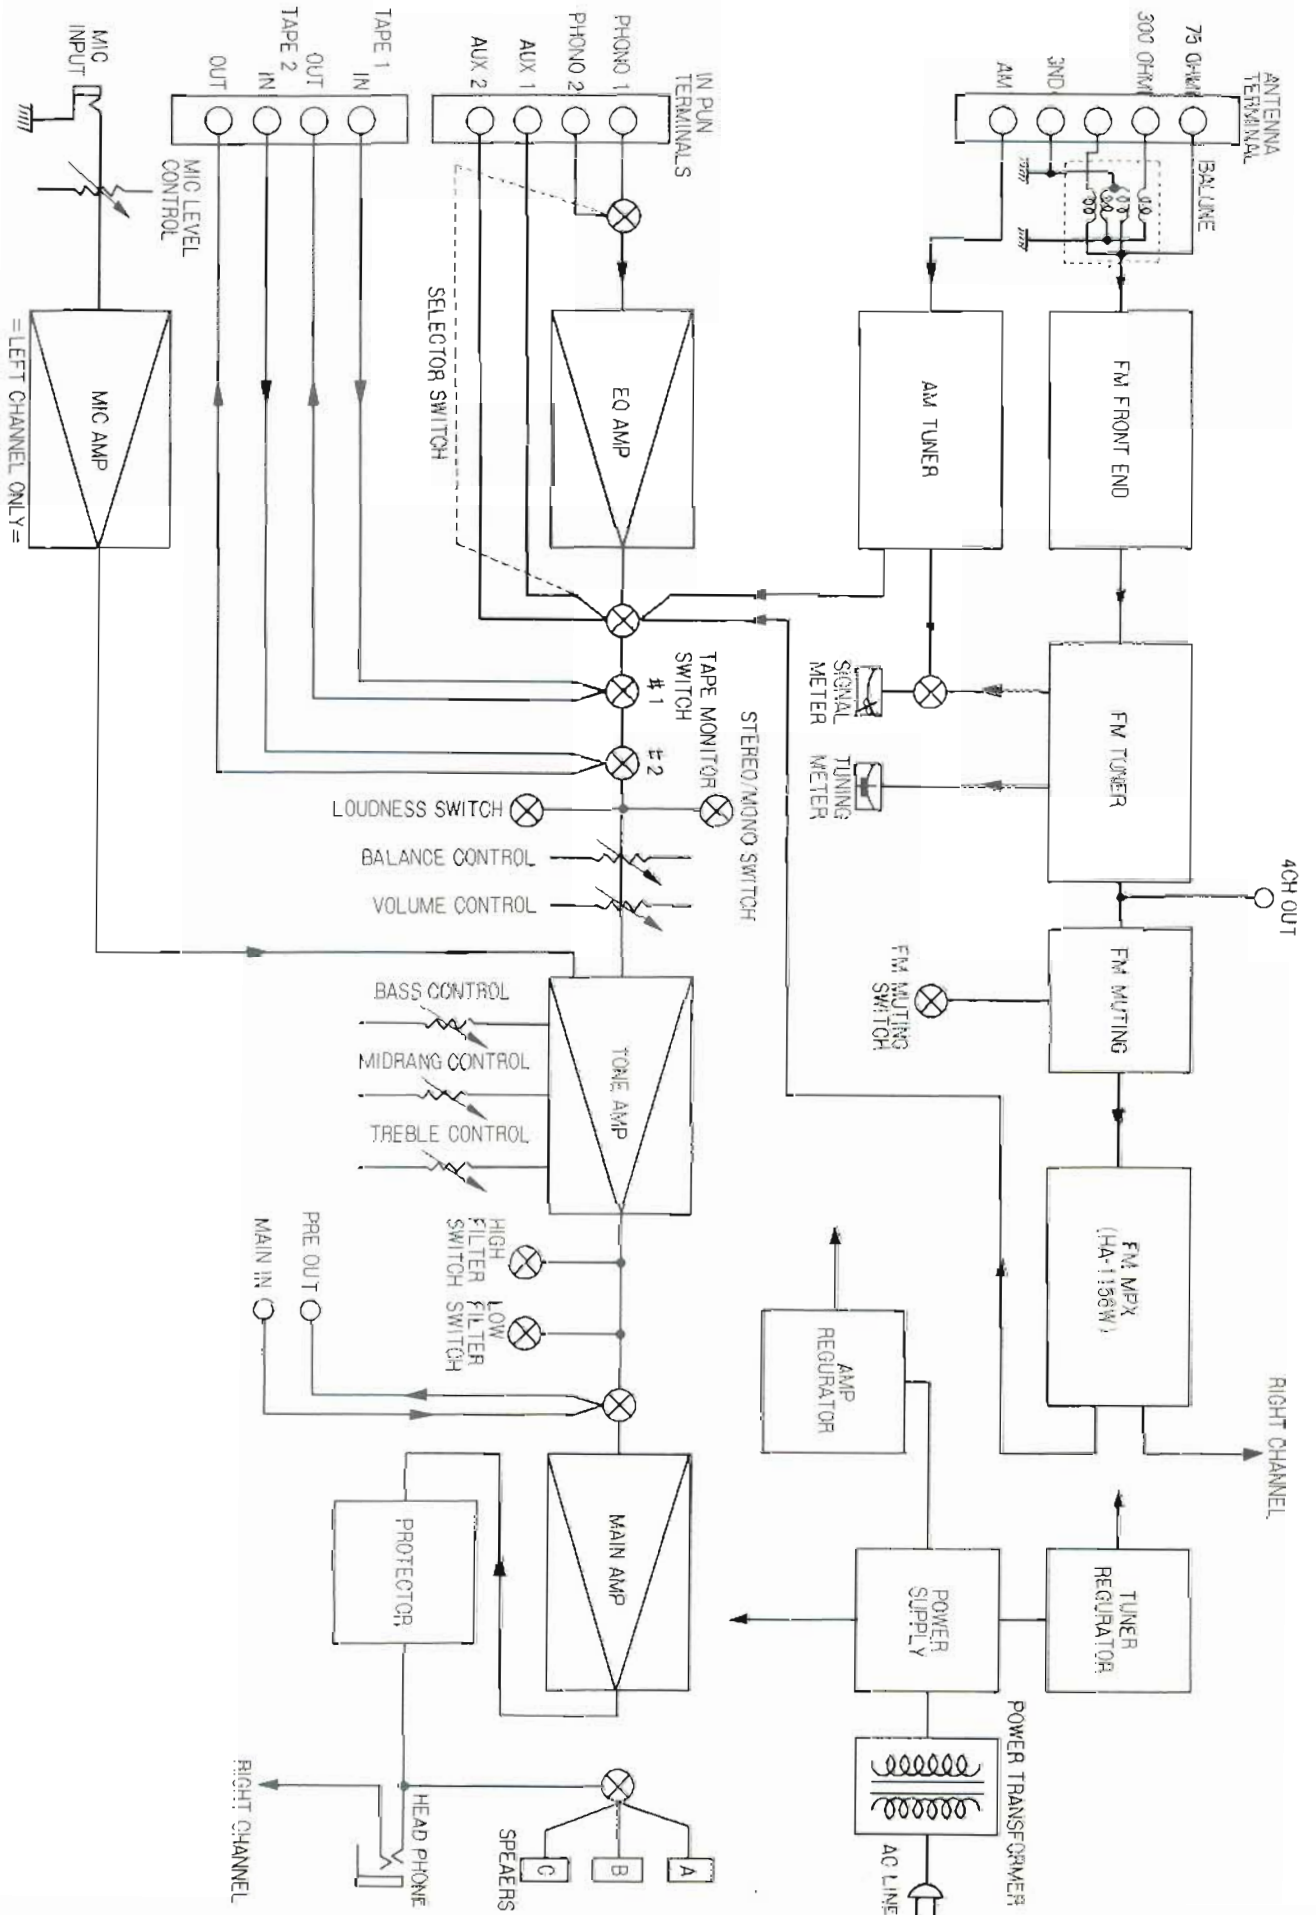 ANTENNA
TERMINAL
75 OHM
300 OHM
GND
AM
BALUNE
FM FRONT END
FM TUNER
4CH OUT
FM MUTING
FM MPX
(HA-1156W)
RIGHT CHANNEL
TUNER
REGURATOR
AM TUNER
SIGNAL
METER
TUNING
METER
FM MUTING
SWITCH
AMP
REGURATOR
POWER
SUPPLY
POWER TRANSFORMER
AC LINE
IN PUN
TERMINALS
PHONO 1
PHONO 2
AUX 1
AUX 2
EQ AMP
SELECTOR SWITCH
TAPE MONITOR
SWITCH
#1
#2
STEREO/MONO SWITCH
LOUDNESS SWITCH
BALANCE CONTROL
VOLUME CONTROL
TONE AMP
BASS CONTROL
MIDRANG CONTROL
TREBLE CONTROL
HIGH
FILTER
SWITCH
LOW
FILTER
SWITCH
PRE OUT
MAIN IN
MAIN AMP
PROTECTOR
SPEAERS
A
B
C
HEAD PHONE
RIGHT CHANNEL
TAPE 1
IN
OUT
TAPE 2
IN
OUT
MIC
INPUT
MIC LEVEL
CONTROL
MIC AMP
=LEFT CHANNEL ONLY=